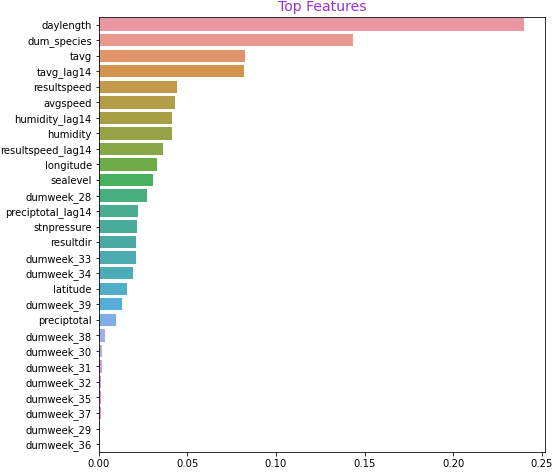 Top Features
daylength
dum_species
tavg
tavg_lag14
resultspeed
avgspeed
humidity_lag14
humidity
resultspeed_lag14
longitude
sealevel
dumweek_28
preciptotal_lag14
stnpressure
resultdir
dumweek_33
dumweek_34
latitude
dumweek_39
preciptotal
dumweek_38
dumweek_30
dumweek_31
dumweek_32
dumweek_35
dumweek_37
dumweek_29
dumweek_36
0.00 0.05 0.10 0.15 0.20 0.25